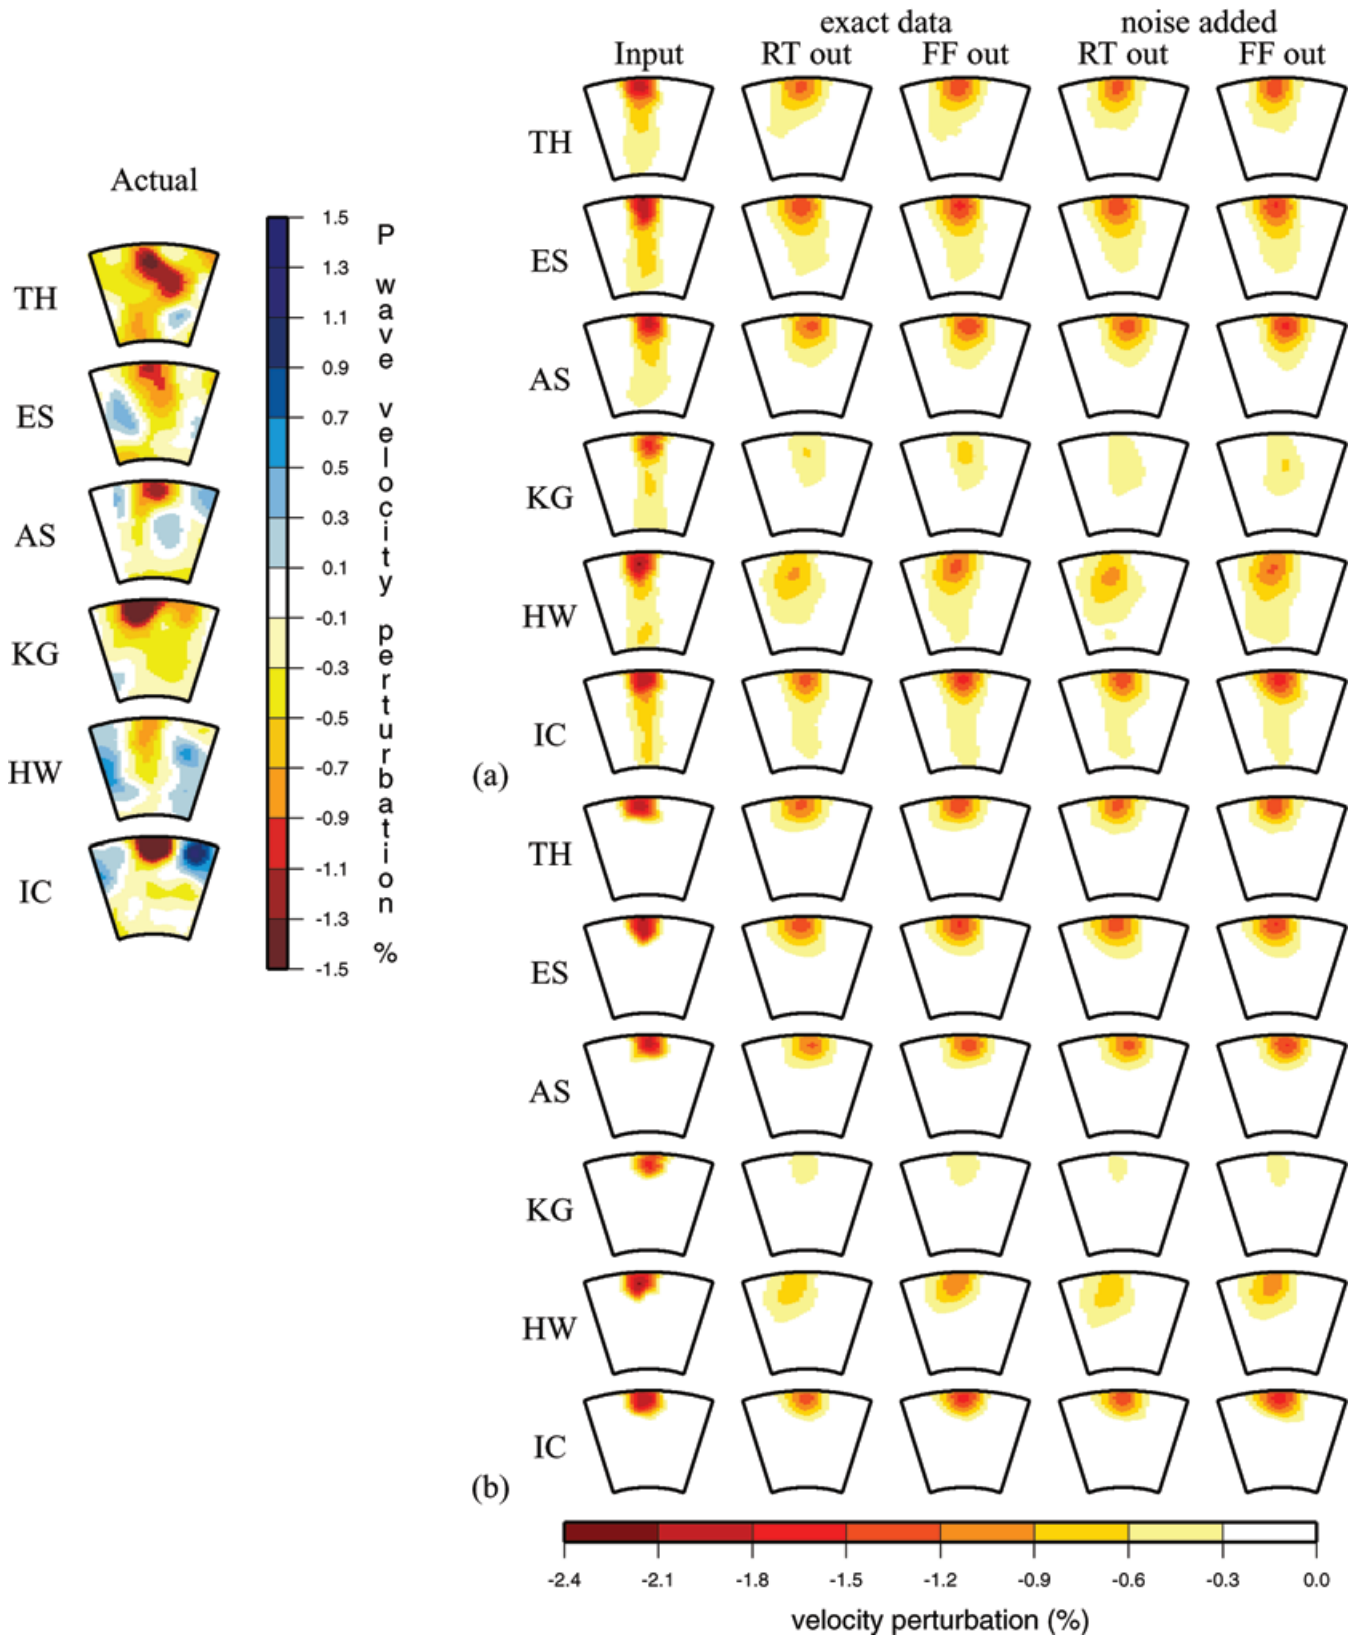 exact data noise added
Input RT out FF out RT out FF out
TH
ES
AS
KG
HW
IC
(a)
TH
ES
AS
KG
HW
IC
(b)
-2.4 -2.1 -1.8 -1.5 -1.2 -0.9 -0.6 -0.3 0.0
velocity perturbation (%)
Actual
TH
ES
AS
KG
HW
IC
1.5
1.3
1.1
0.9
0.7
0.5
0.3
0.1
-0.1
-0.3
-0.5
-0.7
-0.9
-1.1
-1.3
-1.5
P wave velocity perturbation %